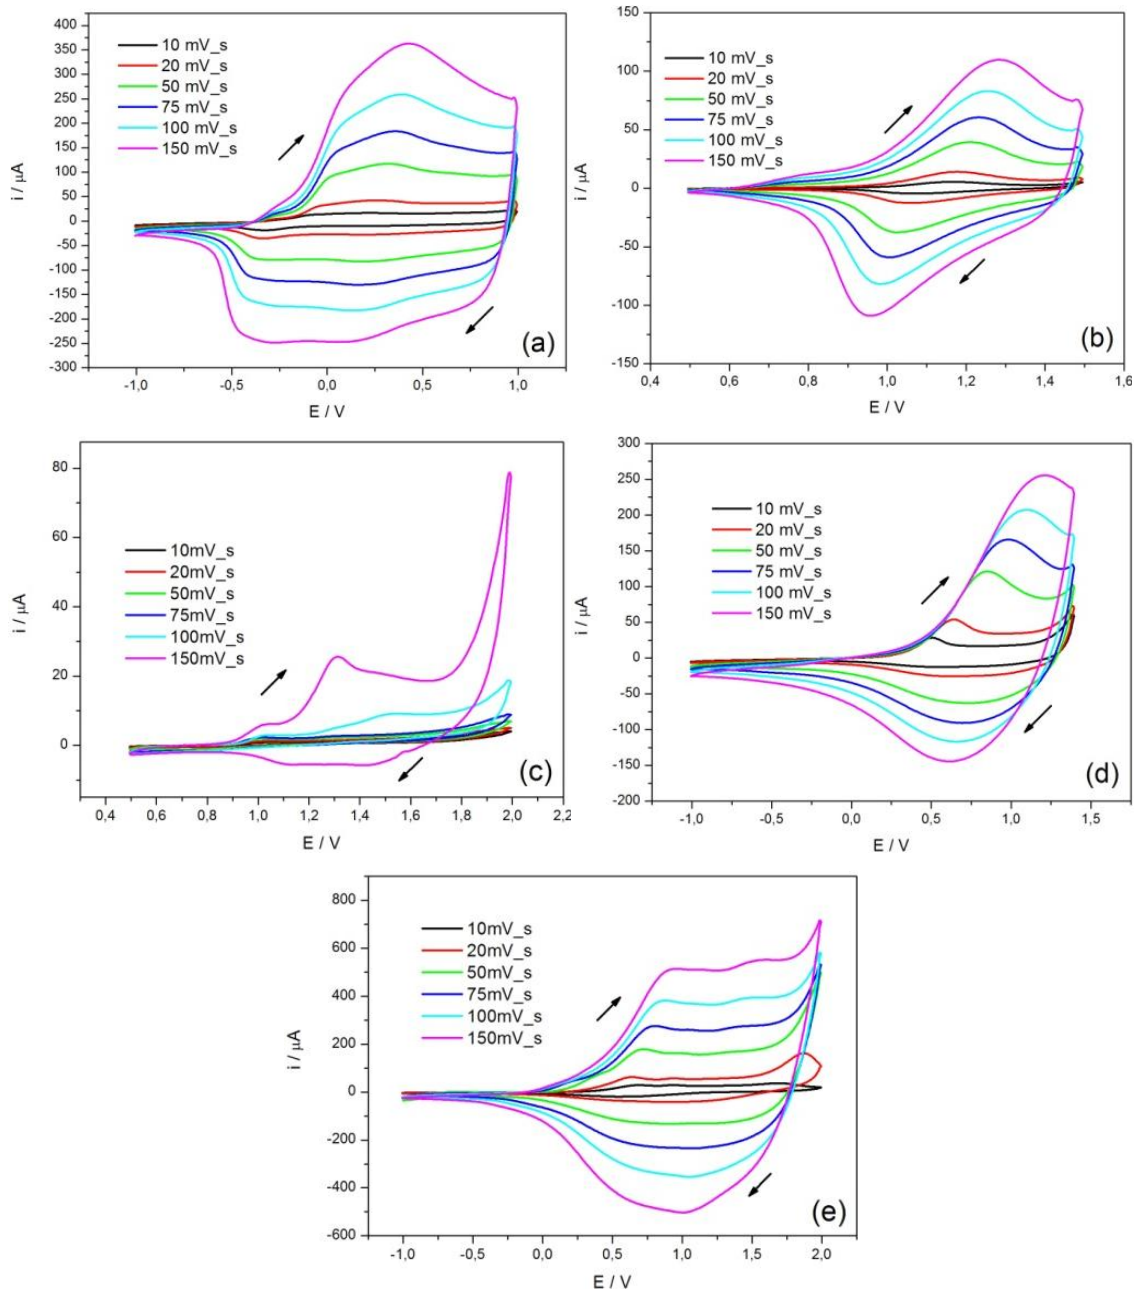 400
350
300
250
200
150
100
50
0
-50
-100
-150
-200
-250
-300
i / µA
10 mV_s
20 mV_s
50 mV_s
75 mV_s
100 mV_s
150 mV_s
(a)
-1,0 -0,5 0,0 0,5 1,0
E / V
150
100
50
0
-50
-100
-150
i / µA
10 mV_s
20 mV_s
50 mV_s
75 mV_s
100 mV_s
150 mV_s
(b)
0,4 0,6 0,8 1,0 1,2 1,4 1,6
E / V
80
60
40
20
0
i / µA
10mV_s
20mV_s
50mV_s
75mV_s
100mV_s
150mV_s
(c)
0,4 0,6 0,8 1,0 1,2 1,4 1,6 1,8 2,0 2,2
E / V
300
250
200
150
100
50
0
-50
-100
-150
-200
i / µA
10 mV_s
20 mV_s
50 mV_s
75 mV_s
100 mV_s
150 mV_s
(d)
-1,0 -0,5 0,0 0,5 1,0 1,5
E / V
800
600
400
200
0
-200
-400
-600
i / µA
10mV_s
20mV_s
50mV_s
75mV_s
100mV_s
150mV_s
(e)
-1,0 -0,5 0,0 0,5 1,0 1,5 2,0
E / V